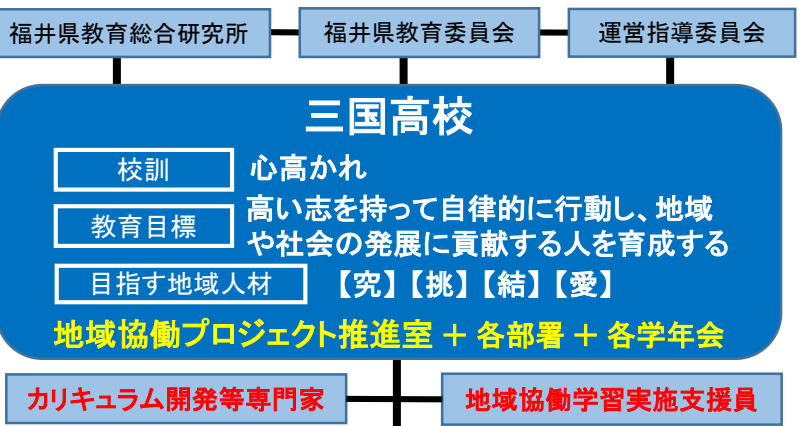 福井県教育総合研究所
福井県教育委員会
運営指導委員会
三国高校
校訓
心高かれ
教育目標
高い志を持って自律的に行動し、地域
や社会の発展に貢献する人を育成する
目指す地域人材
【究】【挑】【結】【愛】
地域協働プロジェクト推進室 + 各部署 + 各学年会
カリキュラム開発等専門家
地域協働学習実施支援員